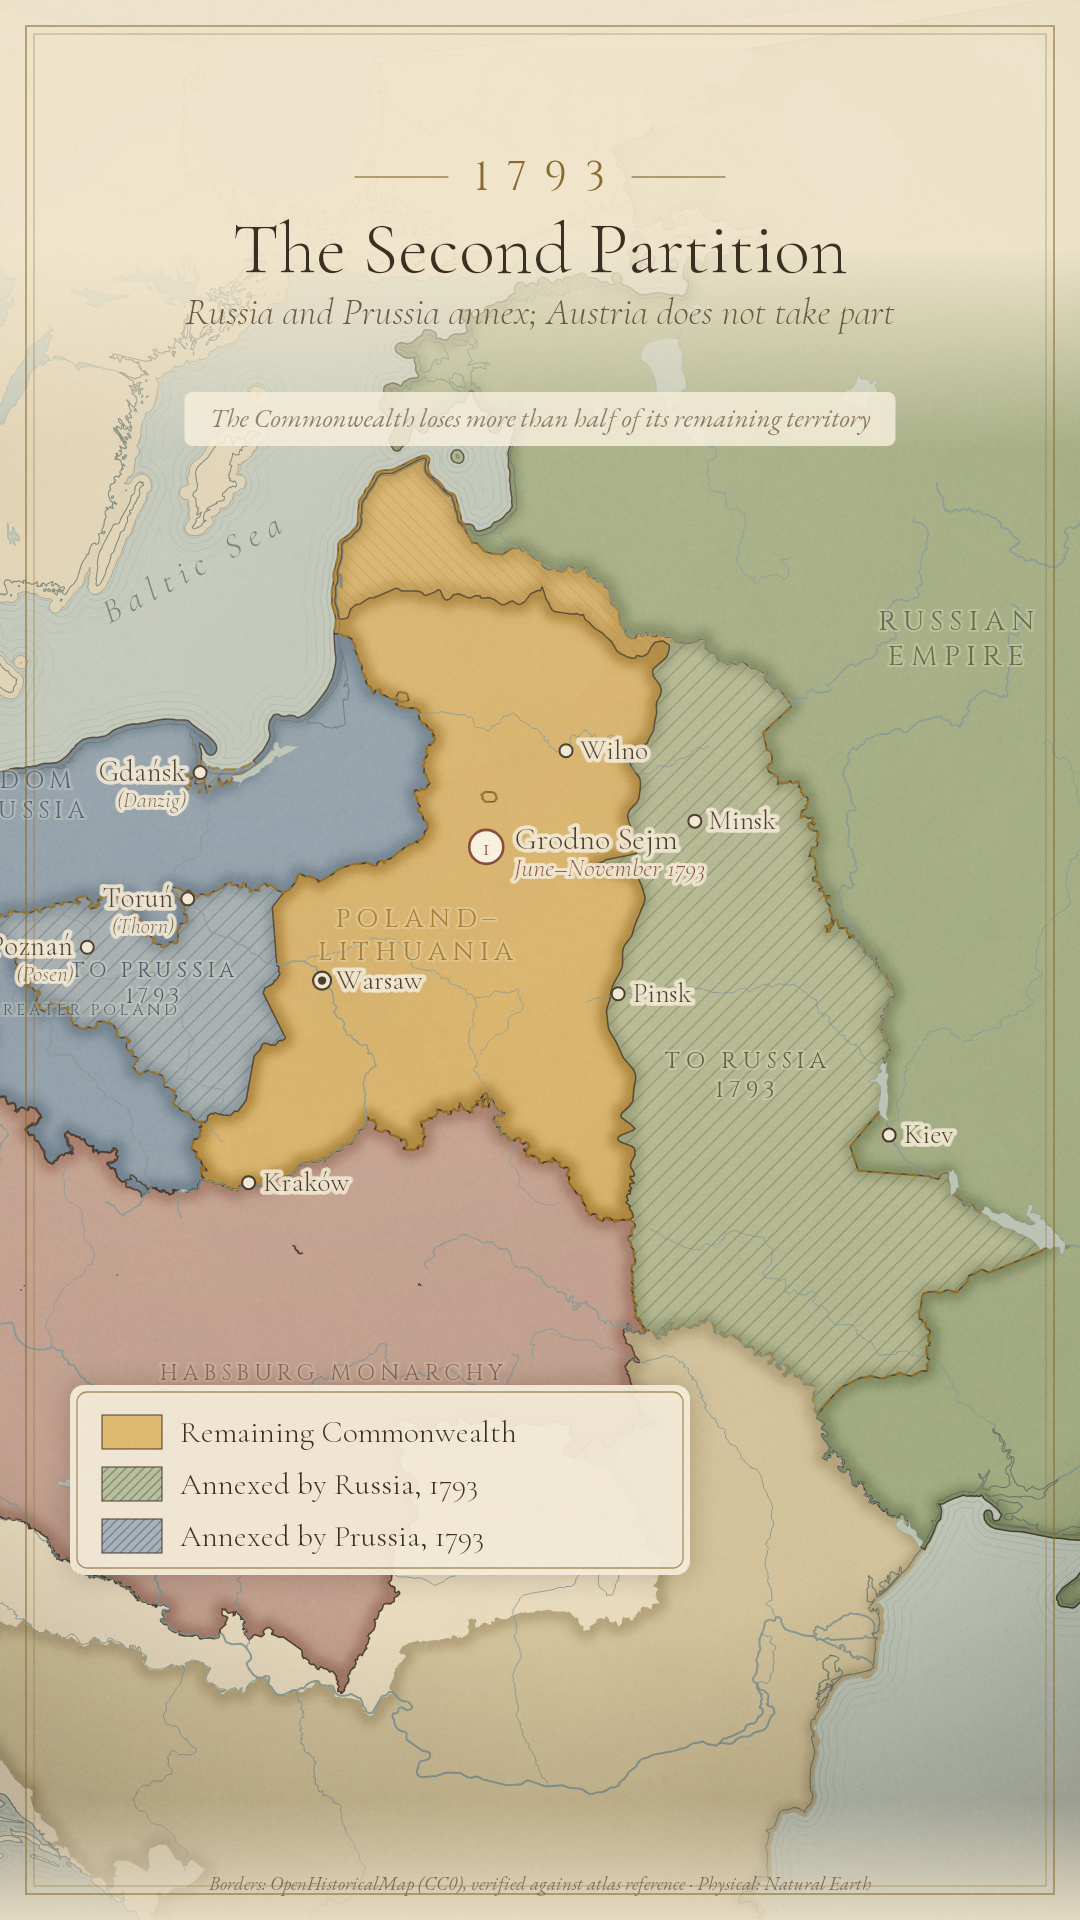 1793
The Second Partition
Russia and Prussia annex; Austria does not take part
The Commonwealth loses more than half of its remaining territory
Baltic Sea
RUSSIAN
EMPIRE
Wilno
DOM
USSIA
Gdańsk
(Danzig)
Minsk
1
Grodno Sejm
June–November 1793
Toruń
(Thorn)
POLAND–
LITHUANIA
Poznań
(Posen)
TO PRUSSIA
1793
REATER POLAND
Warsaw
Pinsk
TO RUSSIA
1793
Kiev
Kraków
HABSBURG MONARCHY
Remaining Commonwealth
Annexed by Russia, 1793
Annexed by Prussia, 1793
Borders: OpenHistoricalMap (CC0), verified against atlas reference · Physical: Natural Earth